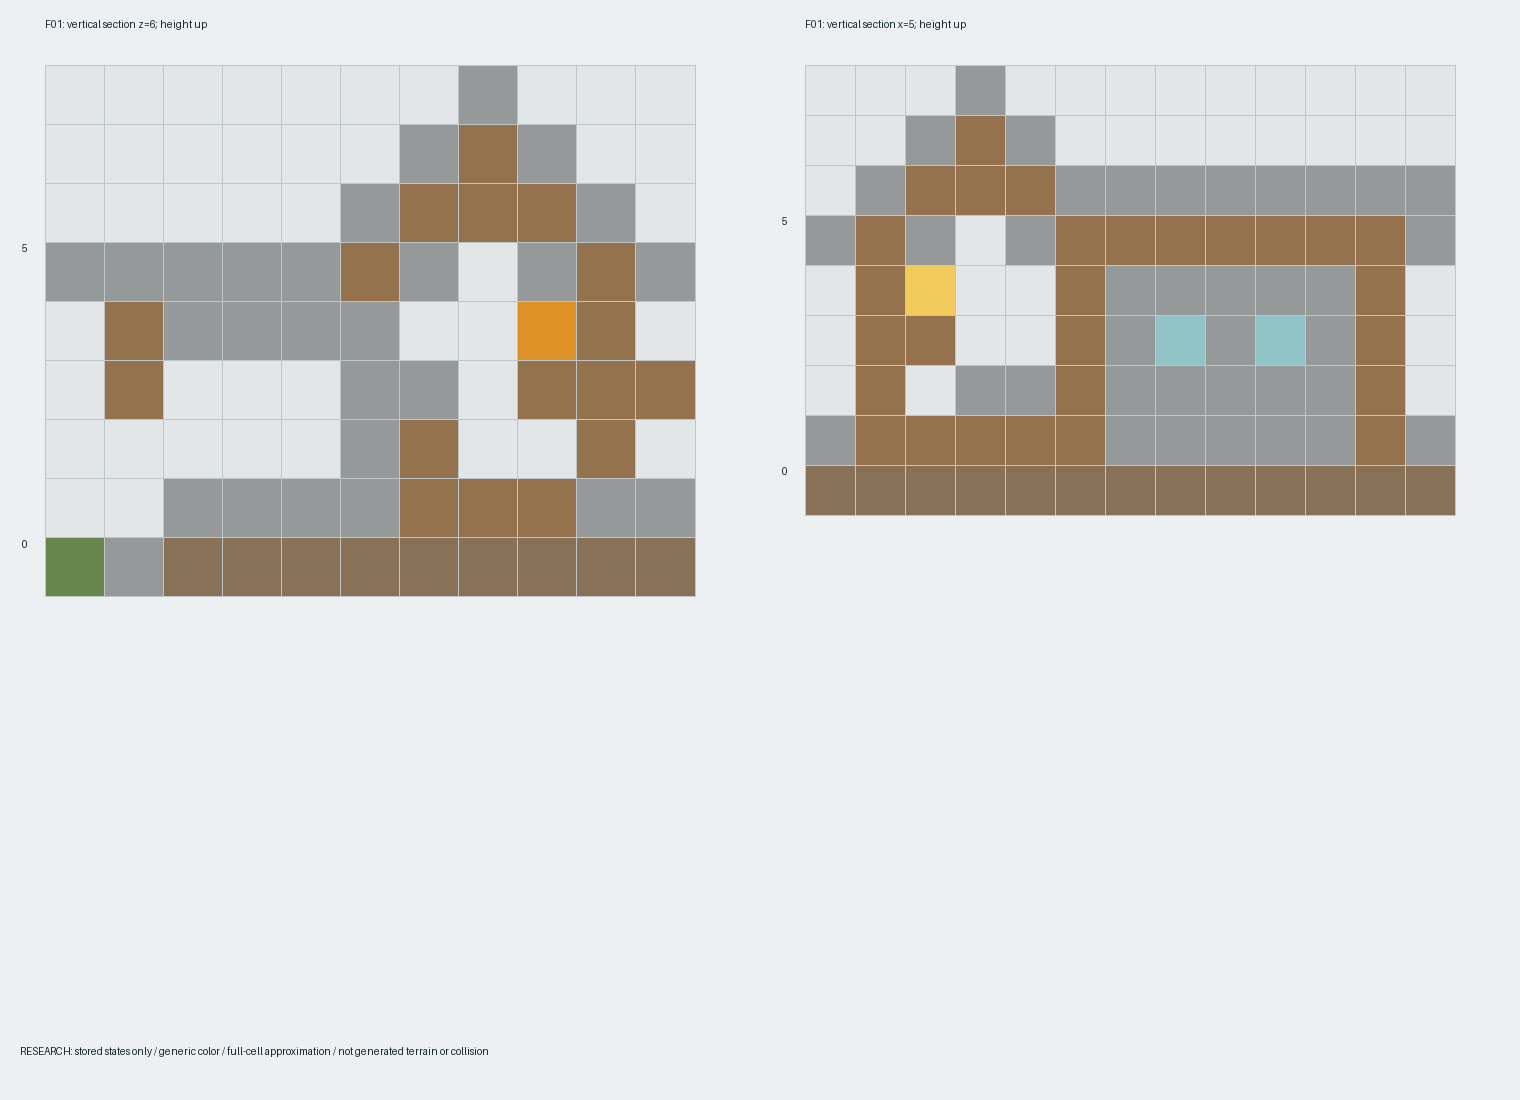 F01: vertical section z=6; height up
F01: vertical section x=5; height up
5
0
5
0
RESEARCH: stored states only / generic color / full-cell approximation / not generated terrain or collision